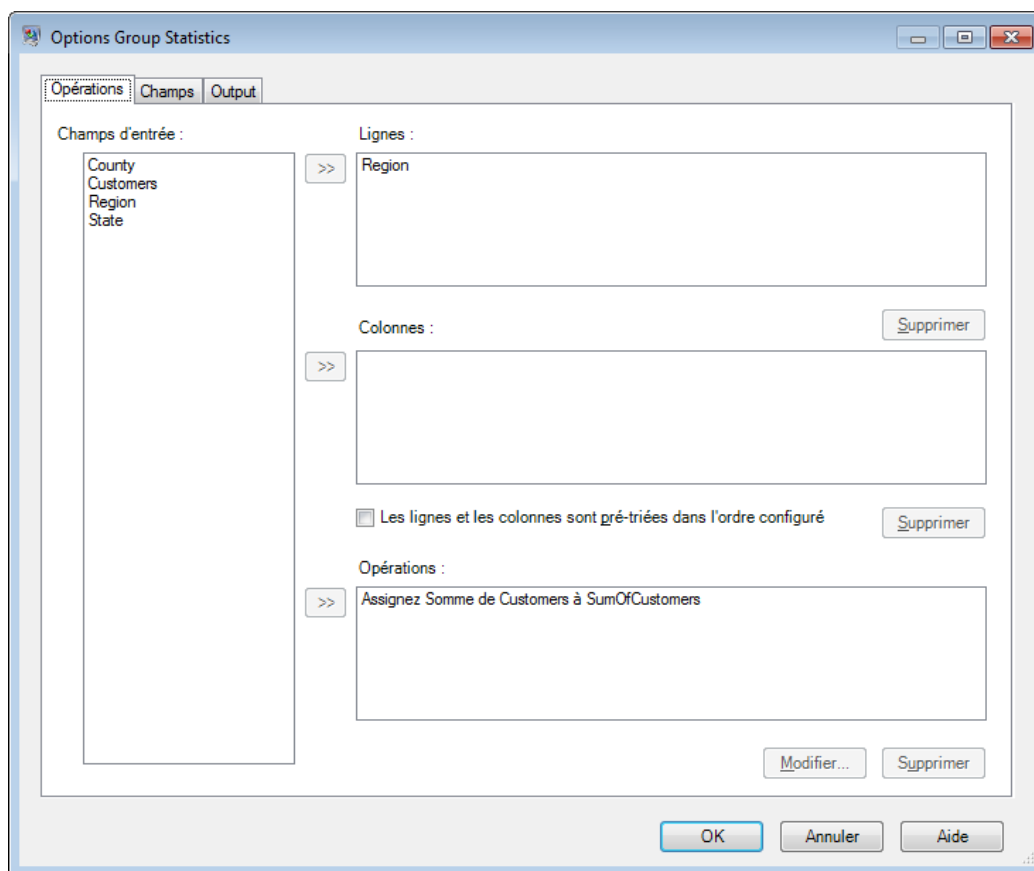 Options Group Statistics
Opérations Champs Output
Champs d'entrée :
County
Customers
Region
State
>>
Lignes :
Region
Supprimer
Colonnes :
>>
Les lignes et les colonnes sont pré-triées dans l'ordre configuré
Supprimer
Opérations :
>>
Assignez Somme de Customers à SumOfCustomers
Modifier... Supprimer
OK Annuler Aide